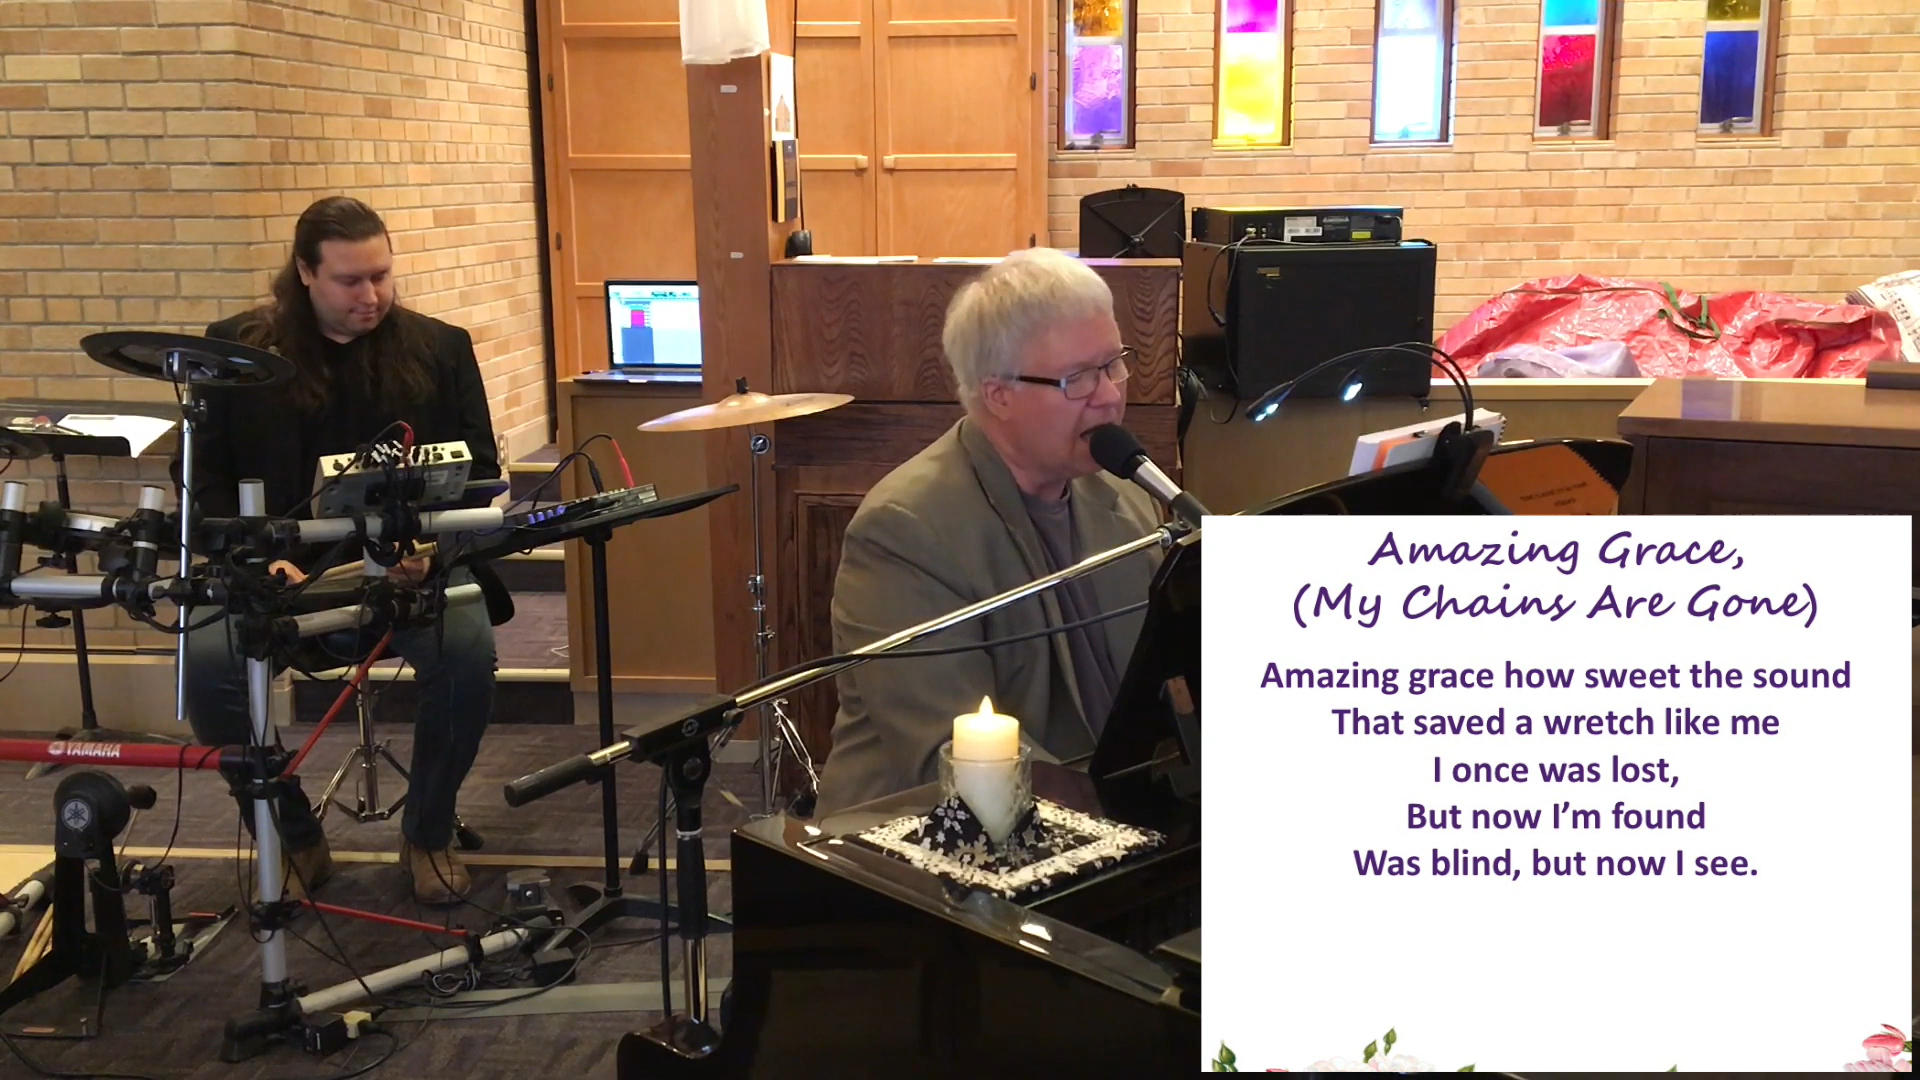 YAMAHA
Amazing Grace,
(My Chains Are Gone)
Amazing grace how sweet the sound
That saved a wretch like me
I once was lost,
But now I’m found
Was blind, but now I see.